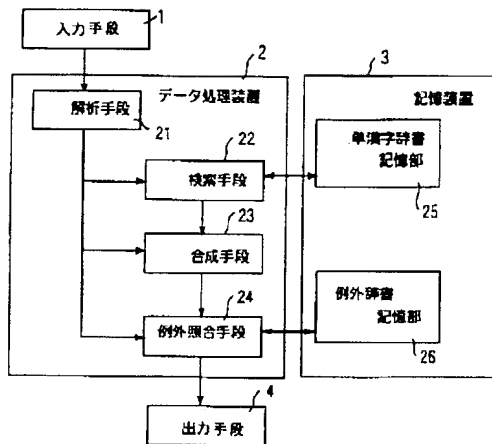 1
入力手段
2
3
データ処理装置
記憶装置
解析手段
21
22
検索手段
単漢字辞書
記憶部
25
23
合成手段
24
例外照合手段
例外辞書
記憶部
26
4
出力手段